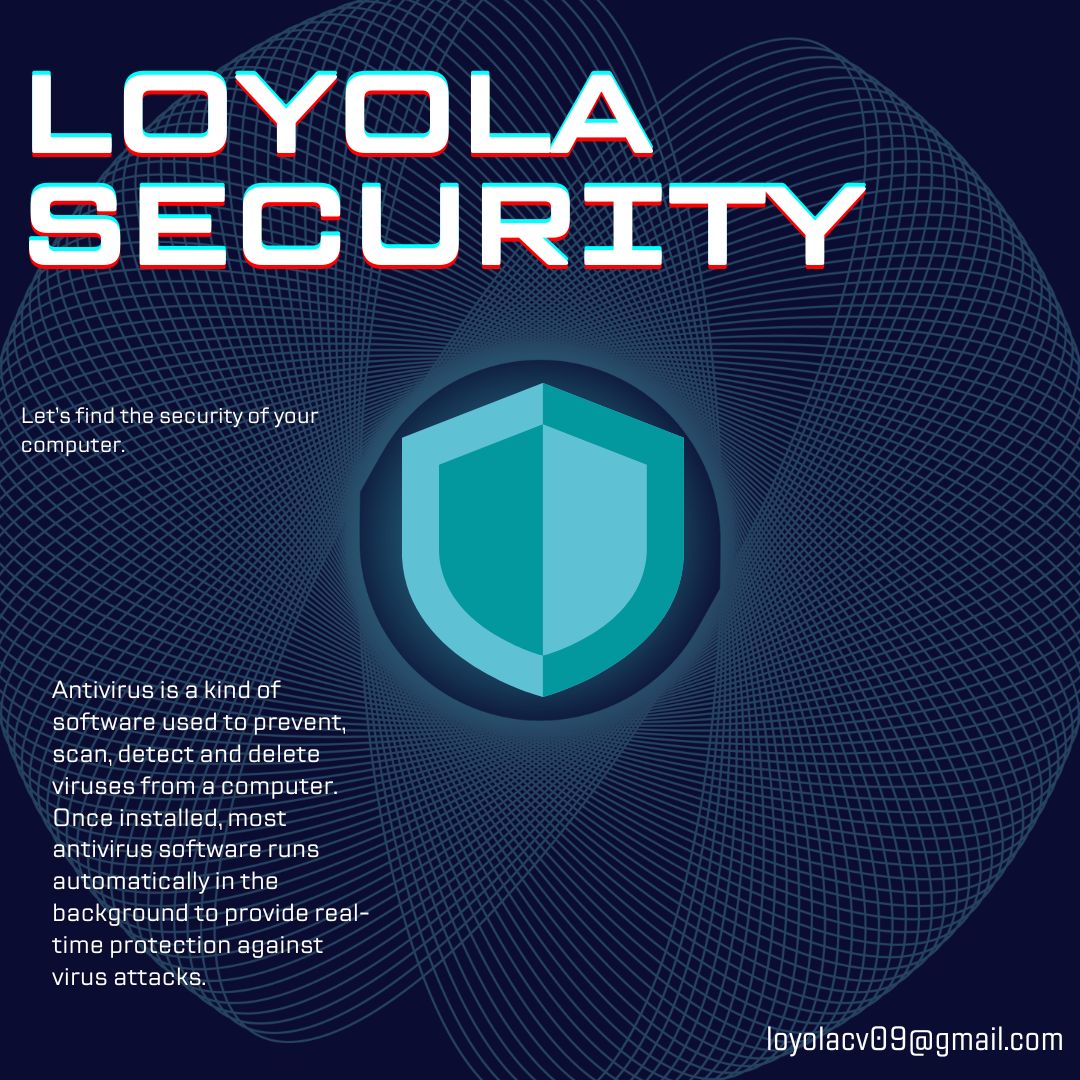 LOYOLA
SECURITY
Let's find the security of your
computer.
Antivirus is a kind of
software used to prevent,
scan, detect and delete
viruses from a computer.
Once installed, most
antivirus software runs
automatically in the
background to provide real-
time protection against
virus attacks.
loyolacv09@gmail.com